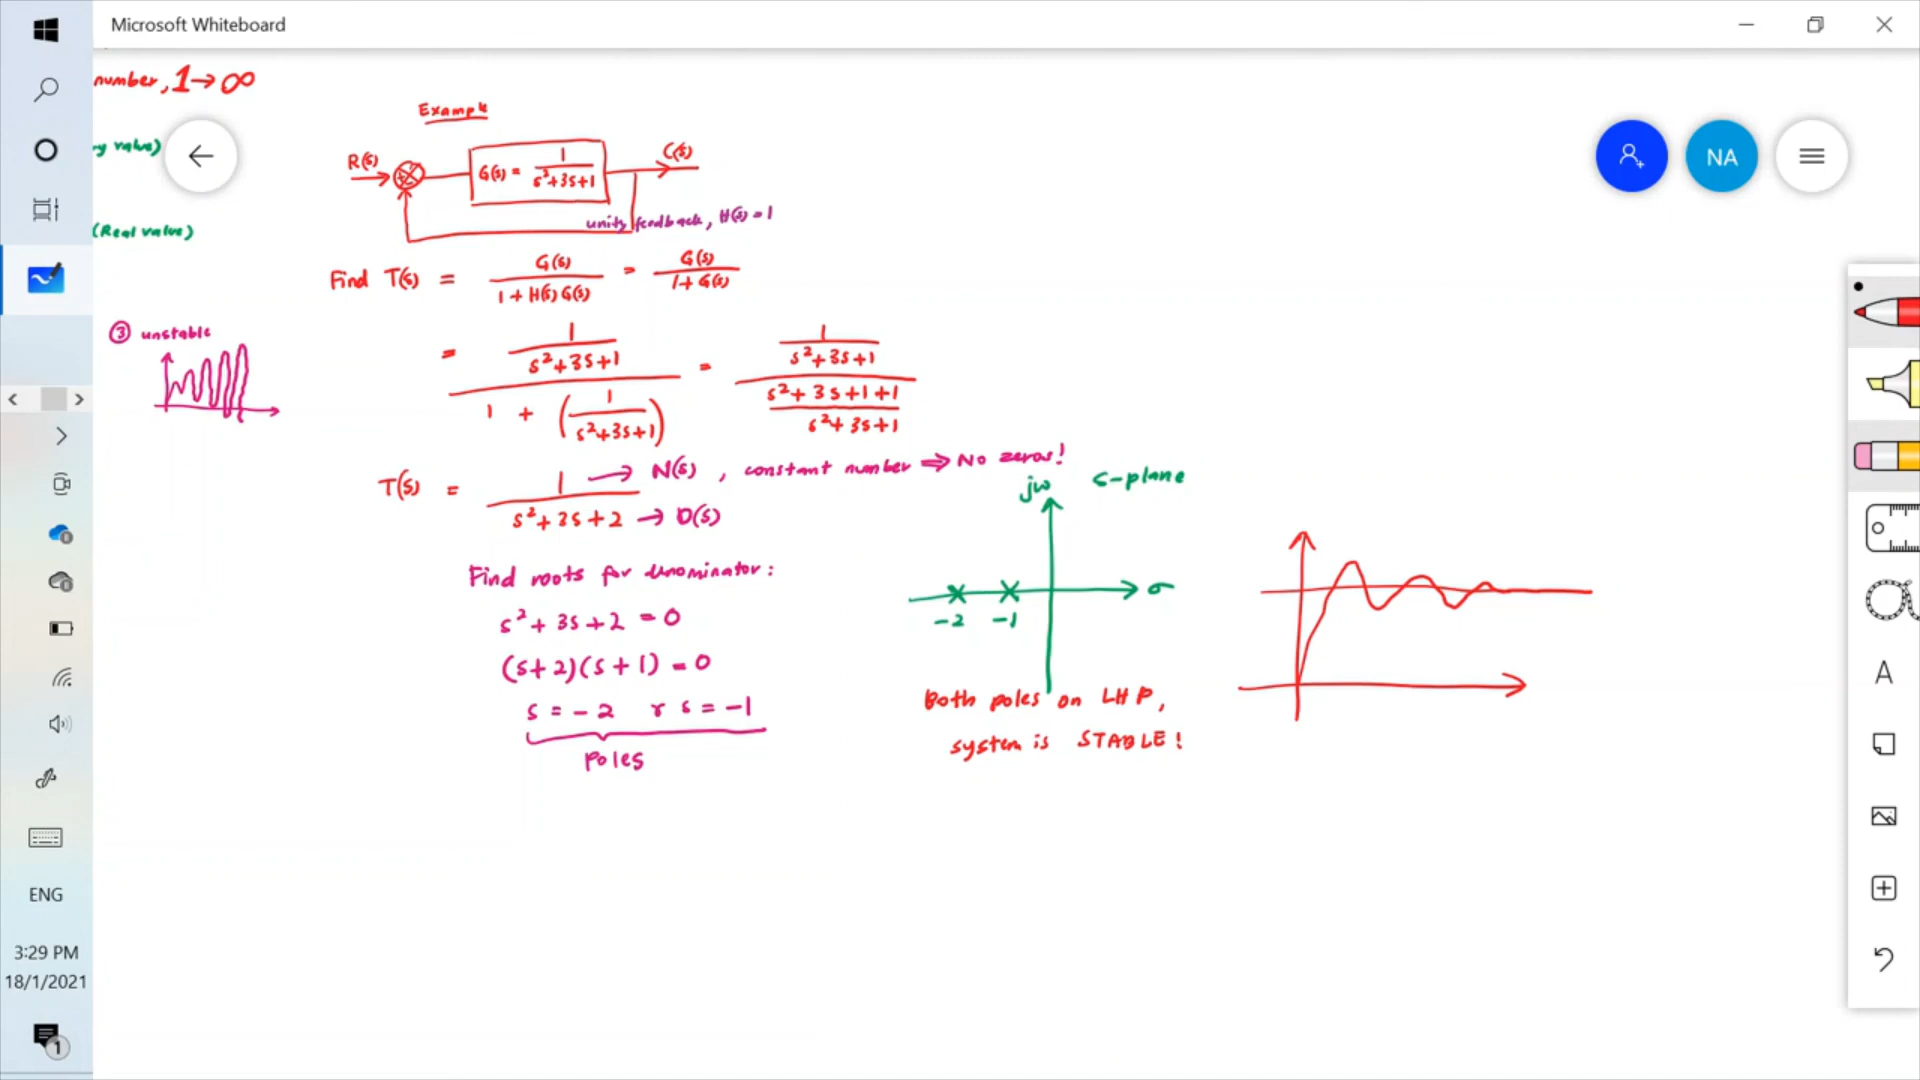 Microsoft Whiteboard
number, 1 → ∞
y value)
(Real value)
③ unstable
Example
R(s)
G(s) = 1/(s²+3s+1)
C(s)
unity feedback, H(s) = 1
Find T(s) = G(s)/(1 + H(s) G(s)) = G(s)/(1 + G(s))
= (1/(s²+3s+1))/(1 + (1/(s²+3s+1))) = (1/(s²+3s+1))/((s²+3s+1+1)/(s²+3s+1))
T(s) = 1/(s²+3s+2)
→ N(s), constant number ⇒ No zeros!
→ D(s)
Find roots for denominator:
s² + 3s + 2 = 0
(s+2)(s+1) = 0
s = -2 r s = -1
poles
jω
s-plane
σ
-2 -1
Both poles on LHP,
system is STABLE!
NA
A
ENG
3:29 PM
18/1/2021
1